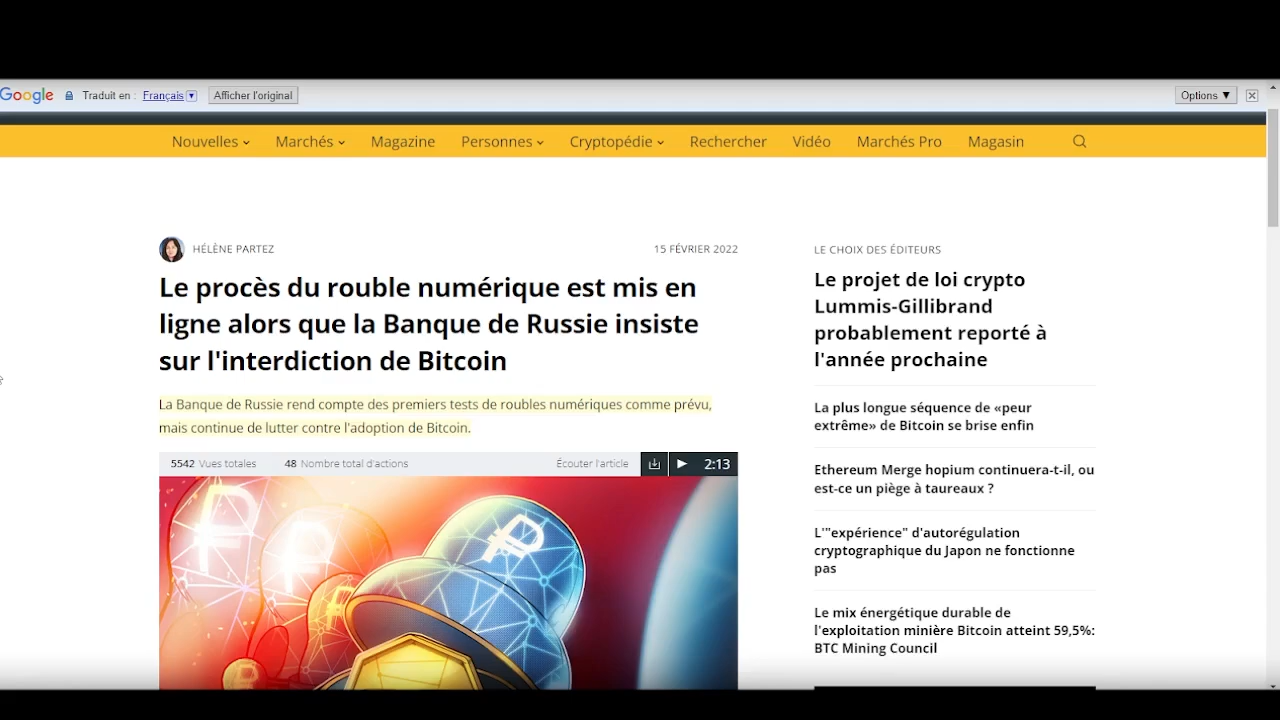 Google Traduit en : Français Afficher l'original Options ▼
Nouvelles Marchés Magazine Personnes Cryptopédie Rechercher Vidéo Marchés Pro Magasin
HÉLÈNE PARTEZ 15 FÉVRIER 2022
Le procès du rouble numérique est mis en
ligne alors que la Banque de Russie insiste
sur l'interdiction de Bitcoin
La Banque de Russie rend compte des premiers tests de roubles numériques comme prévu,
mais continue de lutter contre l'adoption de Bitcoin.
5542 Vues totales 48 Nombre total d'actions Écouter l'article 2:13
LE CHOIX DES ÉDITEURS
Le projet de loi crypto
Lummis-Gillibrand
probablement reporté à
l'année prochaine
La plus longue séquence de «peur
extrême» de Bitcoin se brise enfin
Ethereum Merge hopium continuera-t-il, ou
est-ce un piège à taureaux ?
L'"expérience" d'autorégulation
cryptographique du Japon ne fonctionne
pas
Le mix énergétique durable de
l'exploitation minière Bitcoin atteint 59,5%:
BTC Mining Council